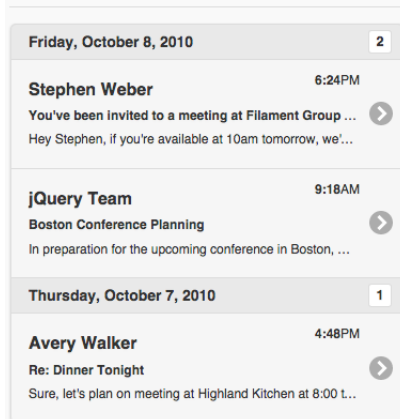 Friday, October 8, 2010 2
6:24PM
Stephen Weber
You've been invited to a meeting at Filament Group ...
Hey Stephen, if you're available at 10am tomorrow, we'...
9:18AM
jQuery Team
Boston Conference Planning
In preparation for the upcoming conference in Boston, ...
Thursday, October 7, 2010 1
4:48PM
Avery Walker
Re: Dinner Tonight
Sure, let's plan on meeting at Highland Kitchen at 8:00 t...